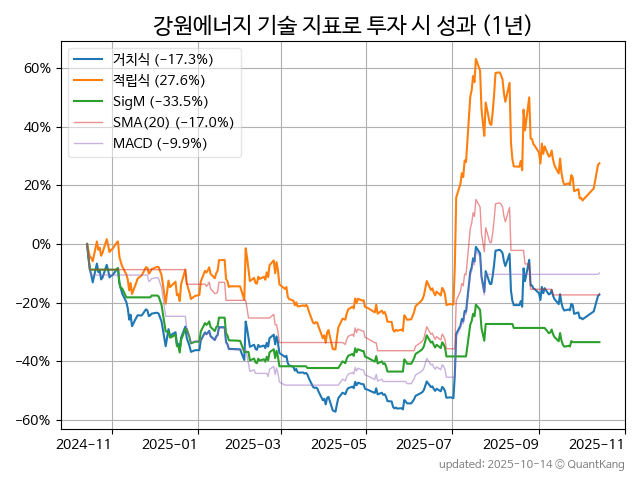 강원에너지 기술 지표로 투자 시 성과 (1년)
거치식 (−17.3%)
적립식 (27.6%)
SigM (−33.5%)
SMA(20) (−17.0%)
MACD (−9.9%)
60%
40%
20%
0%
−20%
−40%
−60%
2024-11 2025-01 2025-03 2025-05 2025-07 2025-09 2025-11
updated: 2025-10-14 © QuantKang